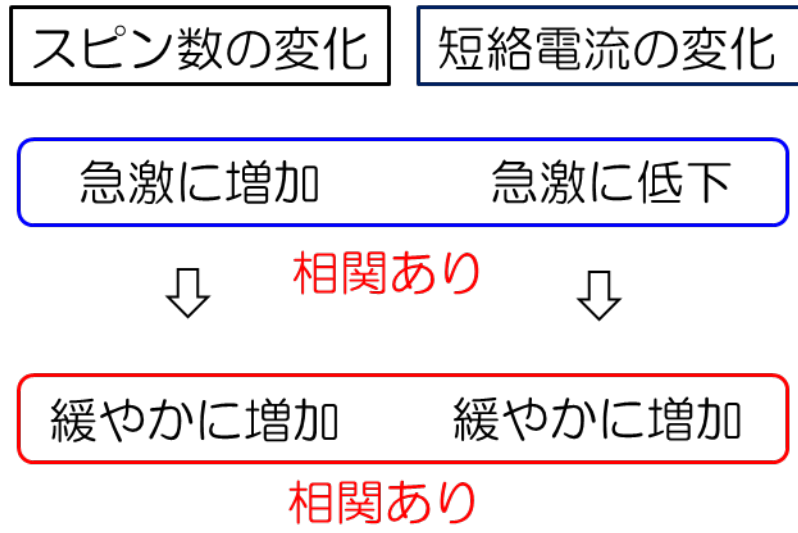 スピン数の変化 短絡電流の変化
急激に増加 急激に低下
相関あり
緩やかに増加 緩やかに増加
相関あり